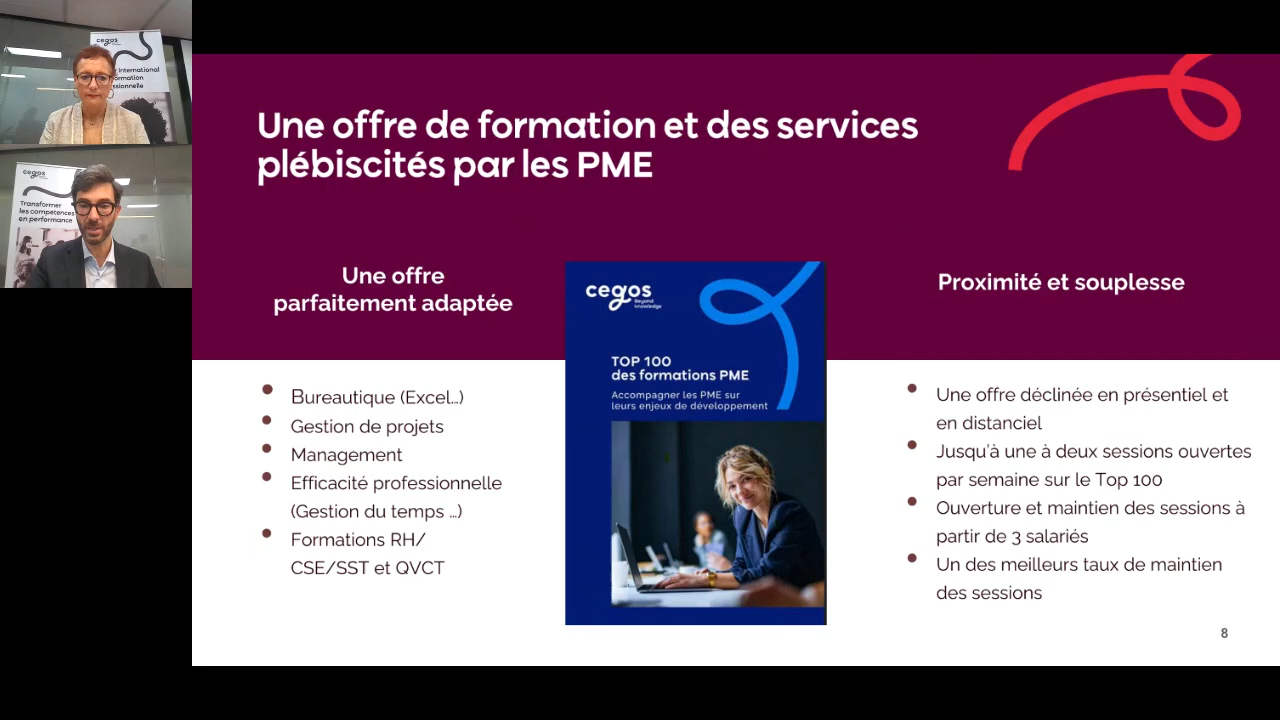 cegos
international
ormation
ssionnelle
cegos
Transformer
les compétences
en performance
Une offre de formation et des services
plébiscités par les PME
Une offre
parfaitement adaptée
Bureautique (Excel…)
Gestion de projets
Management
Efficacité professionnelle
(Gestion du temps …)
Formations RH/
CSE/SST et QVCT
cegos
Beyond
knowledge
TOP 100
des formations PME
Accompagner les PME sur
leurs enjeux de développement
Proximité et souplesse
Une offre déclinée en présentiel et
en distanciel
Jusqu'à une à deux sessions ouvertes
par semaine sur le Top 100
Ouverture et maintien des sessions à
partir de 3 salariés
Un des meilleurs taux de maintien
des sessions
8